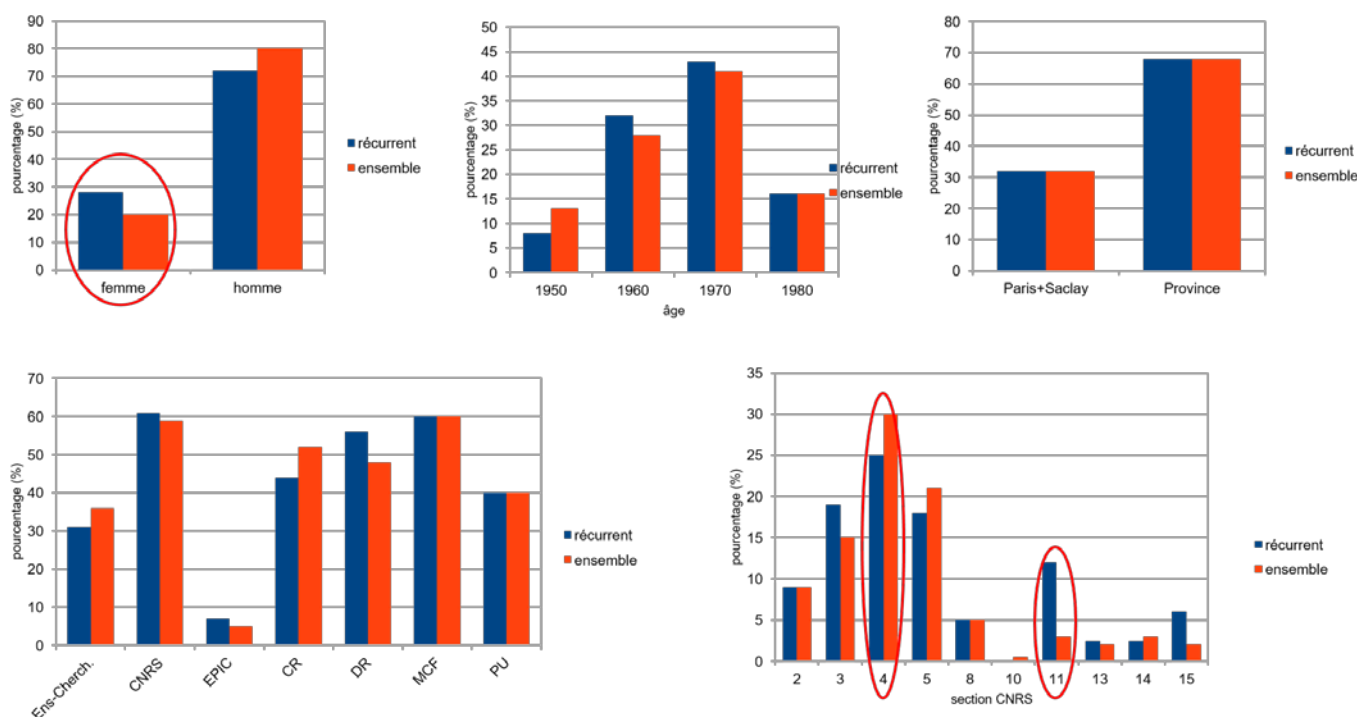 pourcentage (%)
90
80
70
60
50
40
30
20
10
0
femme
homme
récurrent
ensemble
pourcentage (%)
50
45
40
35
30
25
20
15
10
5
0
1950
1960
1970
1980
âge
récurrent
ensemble
pourcentage (%)
80
70
60
50
40
30
20
10
0
Paris+Saclay
Province
récurrent
ensemble
pourcentage (%)
70
60
50
40
30
20
10
0
Ens-Cherch.
CNRS
EPIC
CR
DR
MCF
PU
récurrent
ensemble
pourcentage (%)
35
30
25
20
15
10
5
0
2
3
4
5
8
10
11
13
14
15
section CNRS
récurrent
ensemble